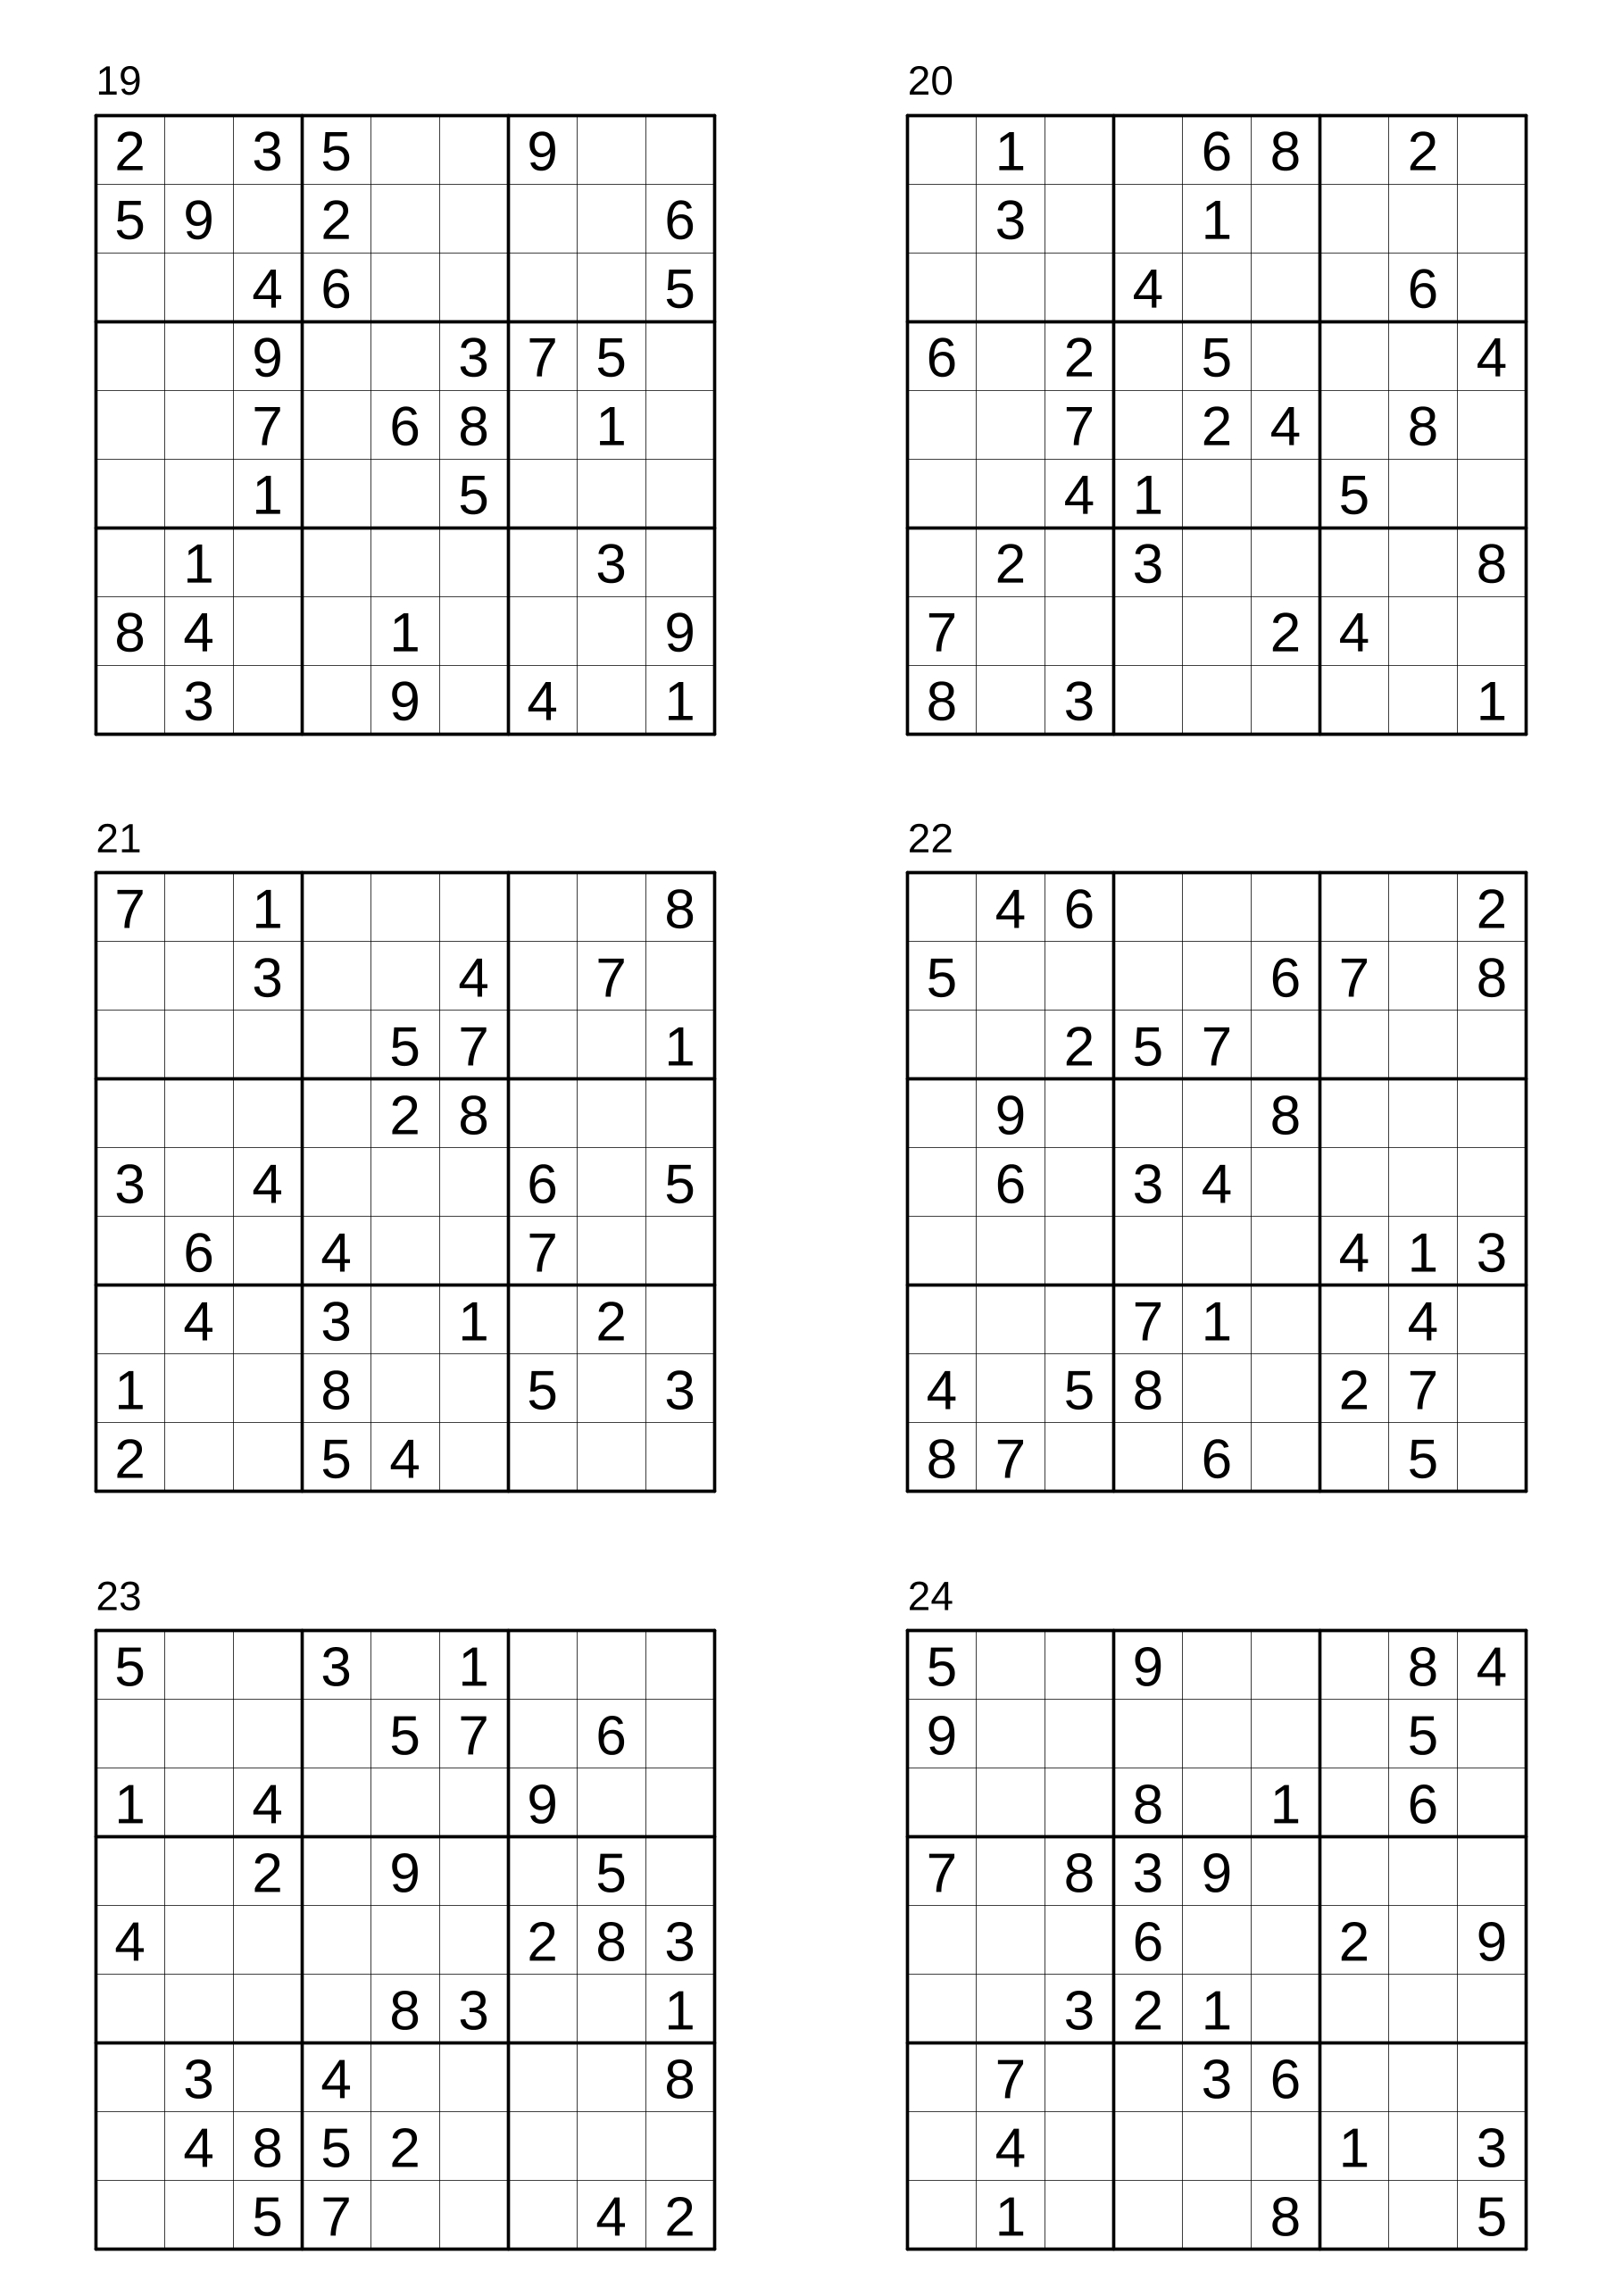 19
2 3 5 9
5 9 2 6
4 6 5
9 3 7 5
7 6 8 1
1 5
1 3
8 4 1 9
3 9 4 1
20
1 6 8 2
3 1
4 6
6 2 5 4
7 2 4 8
4 1 5
2 3 8
7 2 4
8 3 1
21
7 1 8
3 4 7
5 7 1
2 8
3 4 6 5
6 4 7
4 3 1 2
1 8 5 3
2 5 4
22
4 6 2
5 6 7 8
2 5 7
9 8
6 3 4
4 1 3
7 1 4
4 5 8 2 7
8 7 6 5
23
5 3 1
5 7 6
1 4 9
2 9 5
4 2 8 3
8 3 1
3 4 8
4 8 5 2
5 7 4 2
24
5 9 8 4
9 5
8 1 6
7 8 3 9
6 2 9
3 2 1
7 3 6
4 1 3
1 8 5